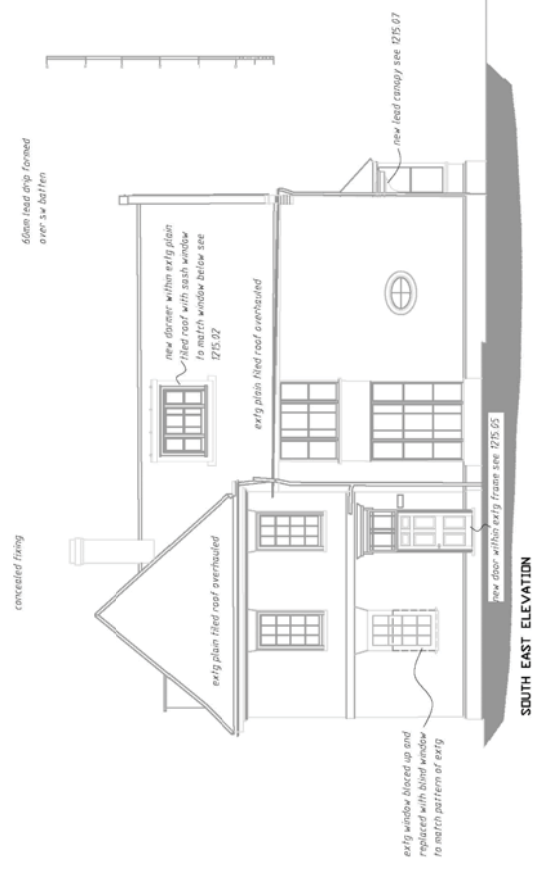 concealed fixing
60mm lead drip formed
over sw batten
new dormer within extg plain
tiled roof with sash window
to match window below see
1215.02
extg plain tiled roof overhauled
extg plain tiled roof overhauled
new lead canopy see 1215.07
extg window bloced up and
replaced with blind window
to match pattern of extg
new door within extg frame see 1215.05
SOUTH EAST ELEVATION